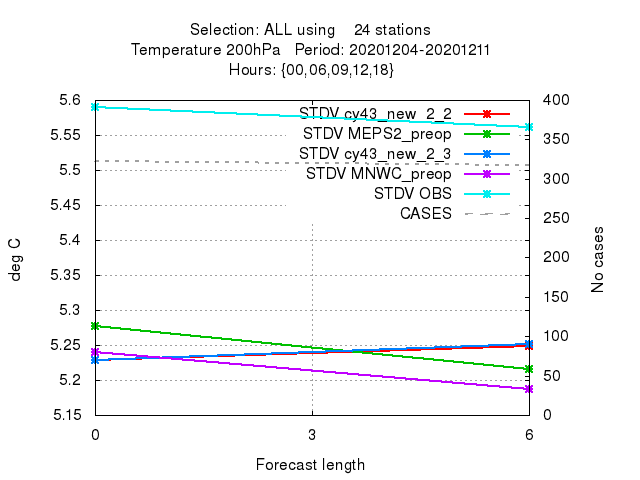 Selection: ALL using    24 stations
Temperature 200hPa   Period: 20201204-20201211
Hours: {00,06,09,12,18}
5.6
5.55
5.5
5.45
5.4
5.35
5.3
5.25
5.2
5.15
400
350
300
250
200
150
100
50
0
STDV cy43_new_2_2
STDV MEPS2_preop
STDV cy43_new_2_3
STDV MNWC_preop
STDV OBS
CASES
deg C
No cases
0
3
6
Forecast length